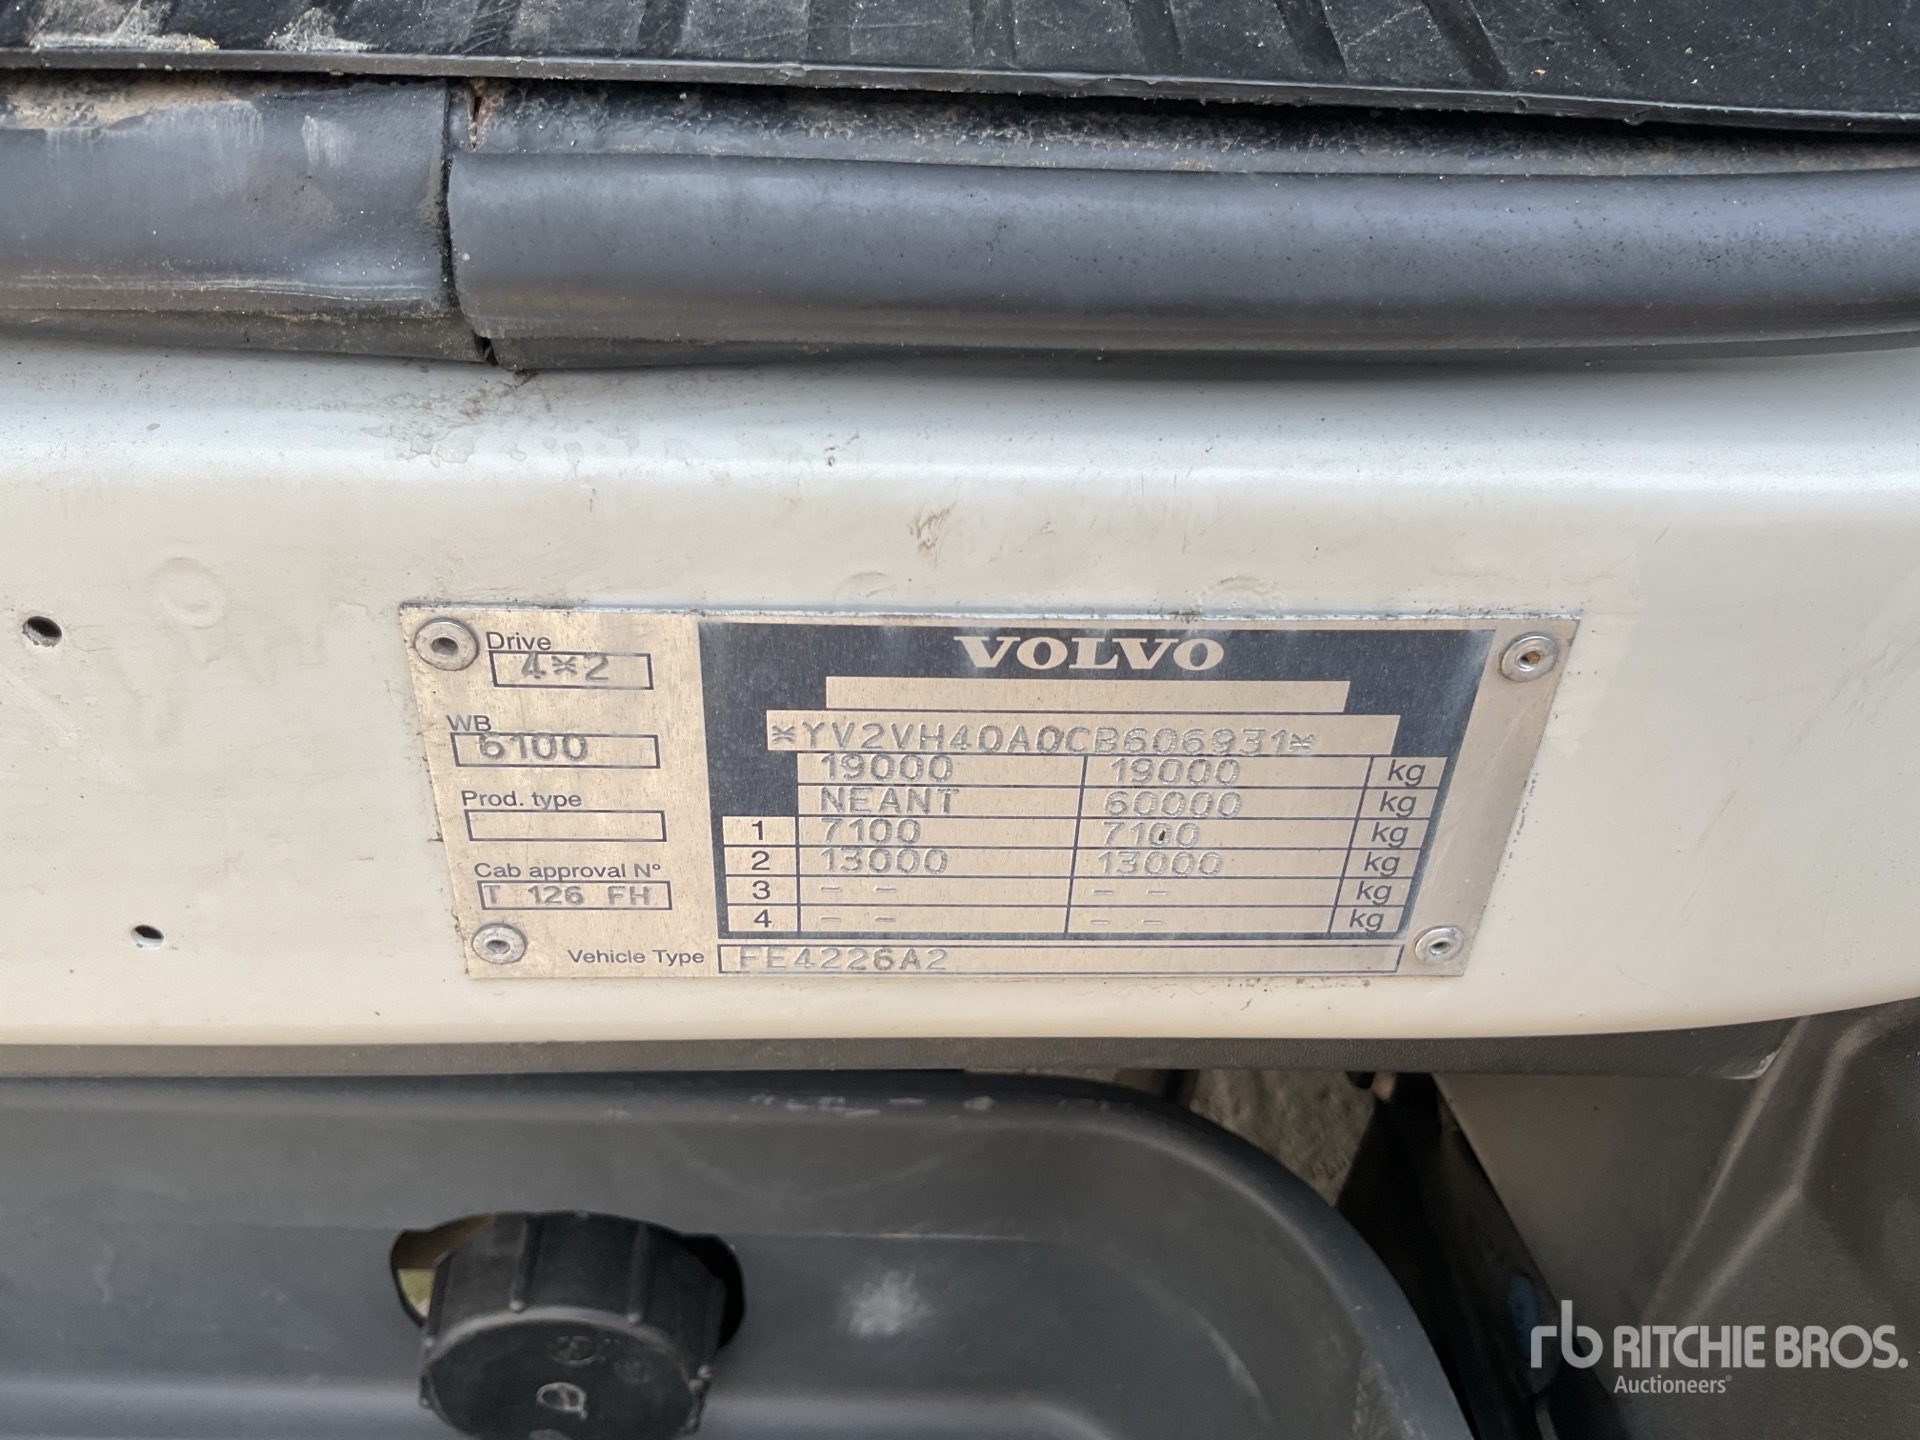 VOLVO
Drive
4*2
WB
6100
Prod. type
Cab approval N°
T 126 FH
*YV2VH40A0CB606931*
19000 19000 kg
NEANT 60000 kg
1 7100 7100 kg
2 13000 13000 kg
3 - - - - kg
4 - - - - kg
Vehicle Type FE4226A2
rb RITCHIE BROS.
Auctioneers